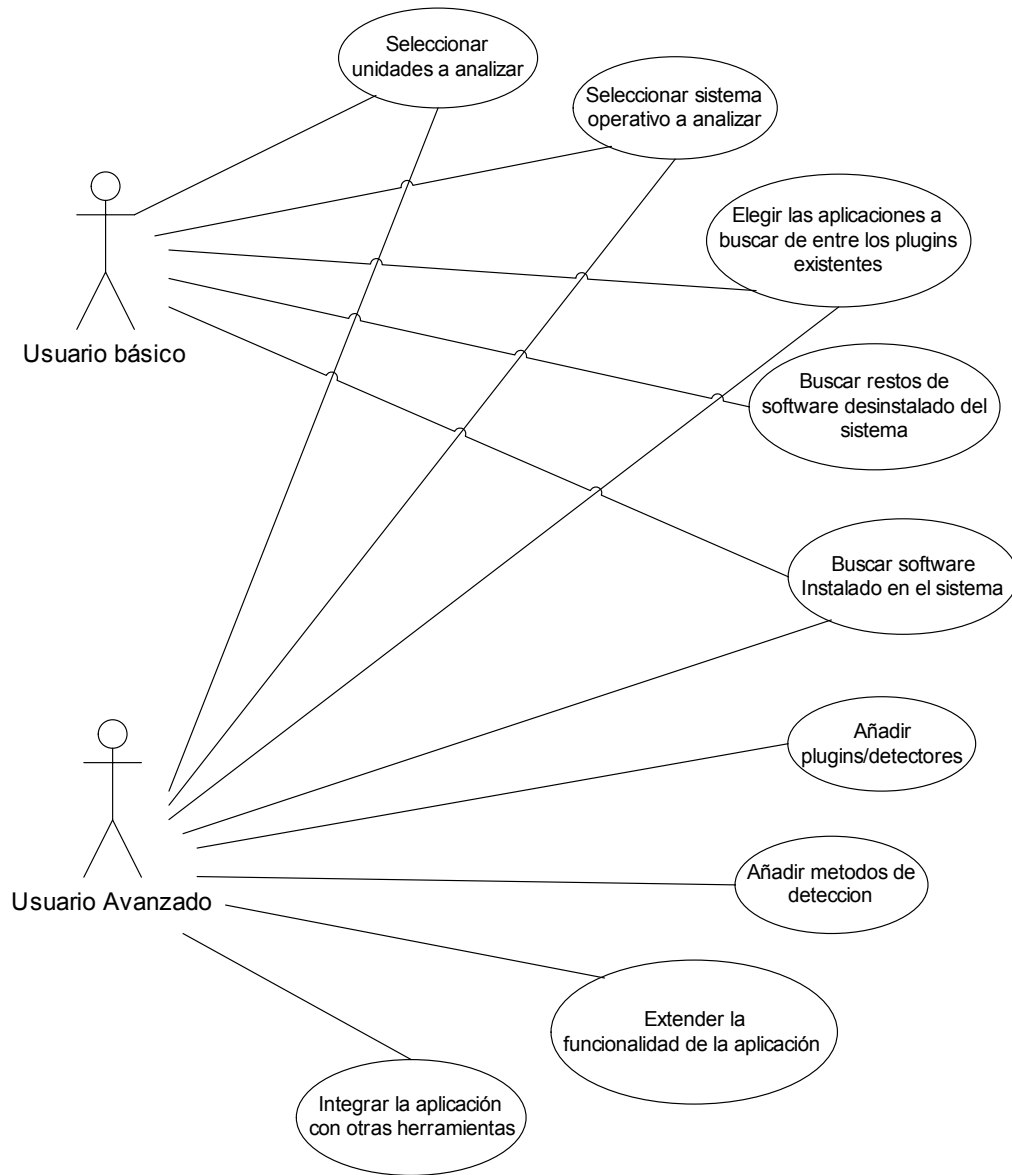 Seleccionar
unidades a analizar
Seleccionar sistema
operativo a analizar
Elegir las aplicaciones a
buscar de entre los plugins
existentes
Usuario básico
Buscar restos de
software desinstalado del
sistema
Buscar software
Instalado en el sistema
Añadir
plugins/detectores
Añadir metodos de
deteccion
Usuario Avanzado
Extender la
funcionalidad de la aplicación
Integrar la aplicación
con otras herramientas